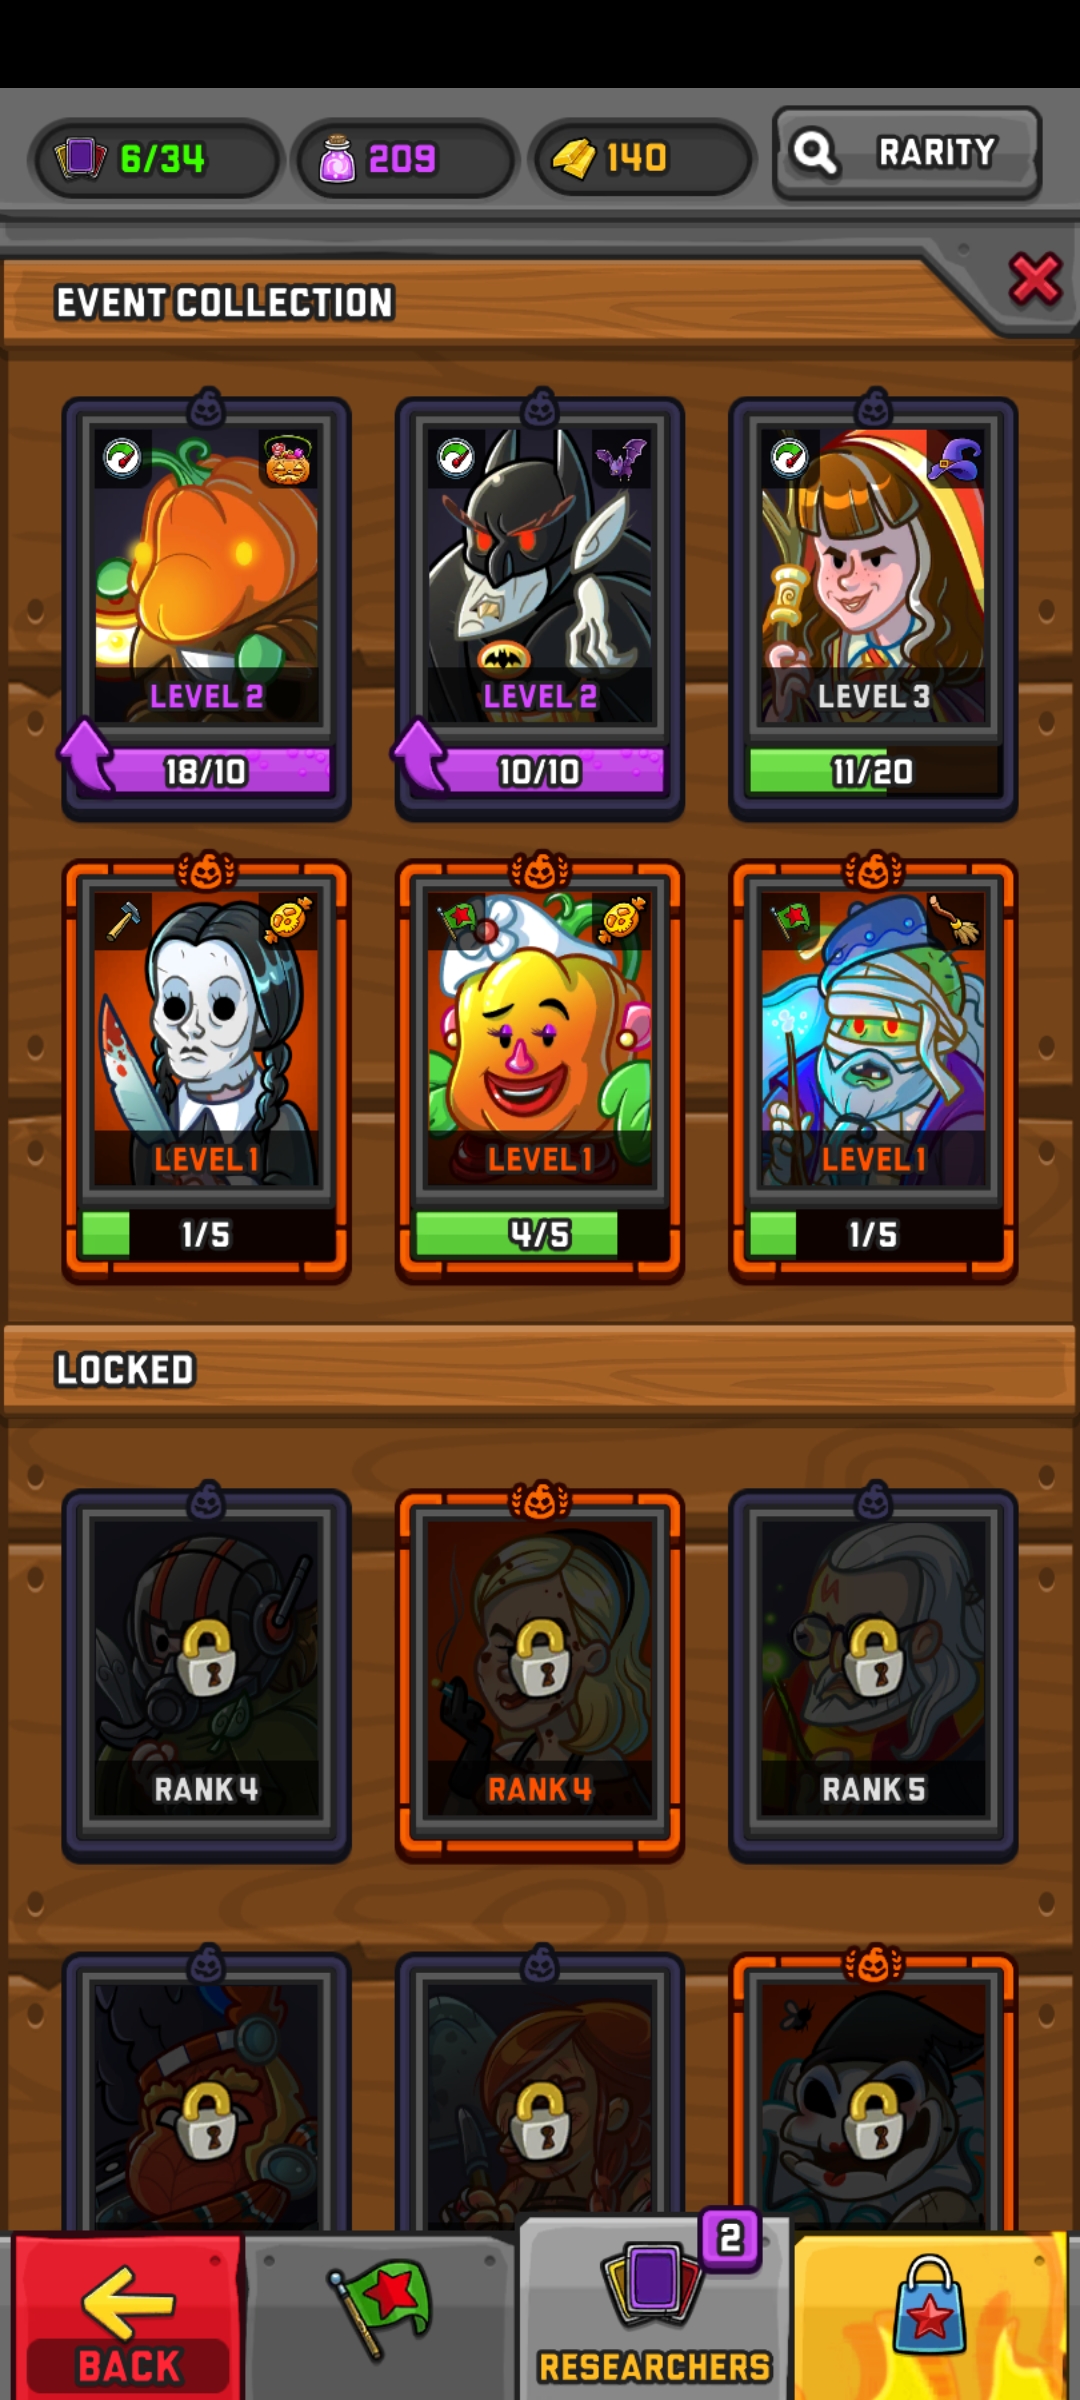 6/34
209
140
RARITY
EVENT COLLECTION
LEVEL 2
LEVEL 2
LEVEL 3
18/10
10/10
11/20
LEVEL 1
LEVEL 1
LEVEL 1
1/5
4/5
1/5
LOCKED
RANK 4
RANK 4
RANK 5
2
BACK
RESEARCHERS